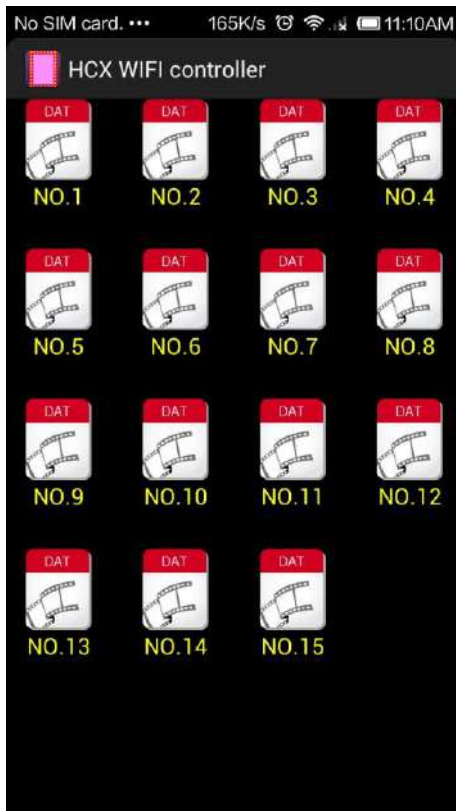 No SIM card. ••• 165K/s 11:10AM
HCX WIFI controller
DAT DAT DAT DAT
NO.1 NO.2 NO.3 NO.4
DAT DAT DAT DAT
NO.5 NO.6 NO.7 NO.8
DAT DAT DAT DAT
NO.9 NO.10 NO.11 NO.12
DAT DAT DAT
NO.13 NO.14 NO.15